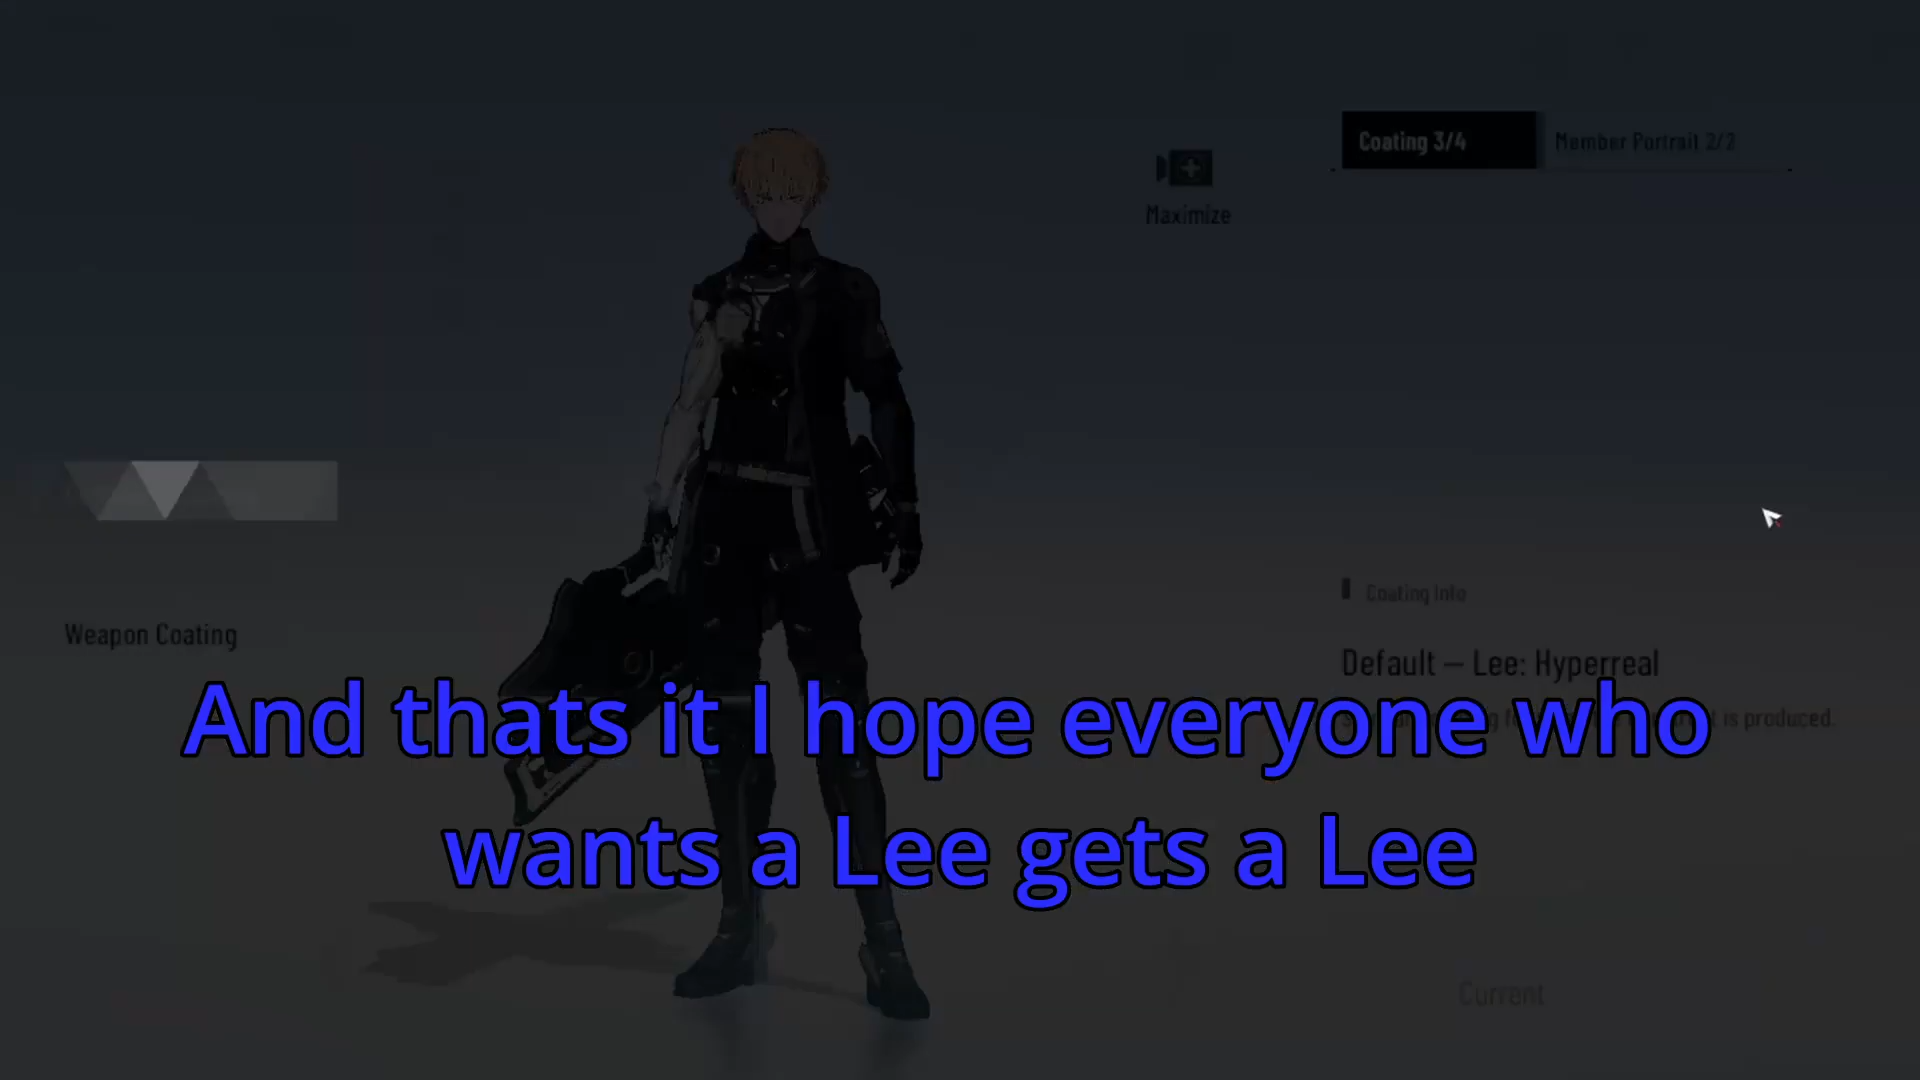 Coating 3/4
Member Portrait 2/2
Maximize
Coating Info
Weapon Coating
Default – Lee: Hyperreal
is produced.
And thats it I hope everyone who
wants a Lee gets a Lee
Current